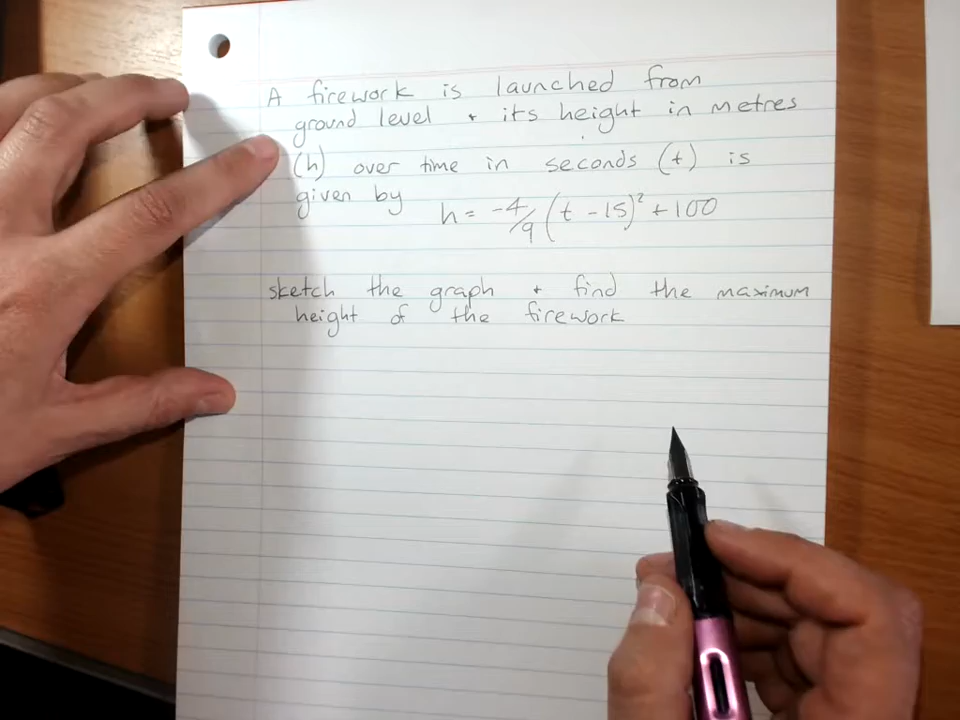 A firework is launched from
ground level + its height in metres
(h) over time in seconds (t) is
given by h = -4/9 (t - 15)² + 100
sketch the graph + find the maximum
height of the firework